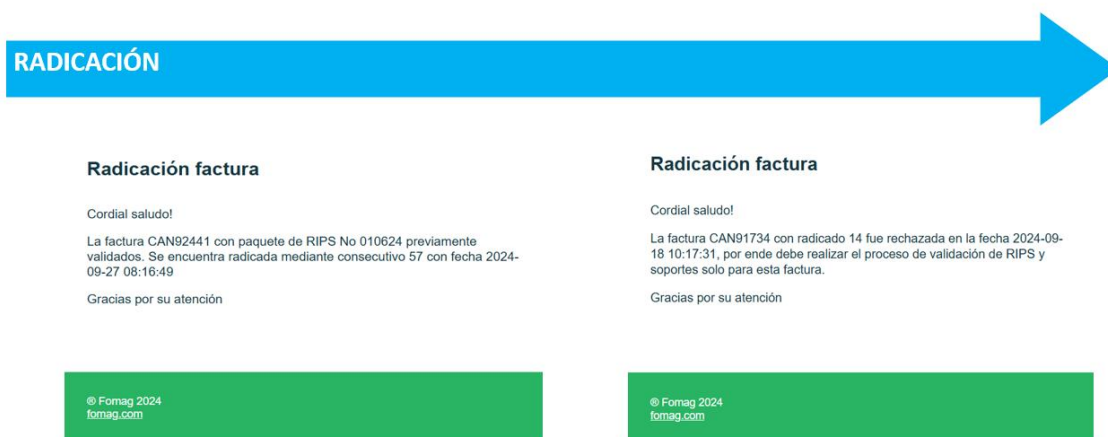 RADICACIÓN
Radicación factura
Cordial saludo!
La factura CAN92441 con paquete de RIPS No 010624 previamente
validados. Se encuentra radicada mediante consecutivo 57 con fecha 2024-
09-27 08:16:49
Gracias por su atención
® Fomag 2024
fomag.com
Radicación factura
Cordial saludo!
La factura CAN91734 con radicado 14 fue rechazada en la fecha 2024-09-
18 10:17:31, por ende debe realizar el proceso de validación de RIPS y
soportes solo para esta factura.
Gracias por su atención
® Fomag 2024
fomag.com